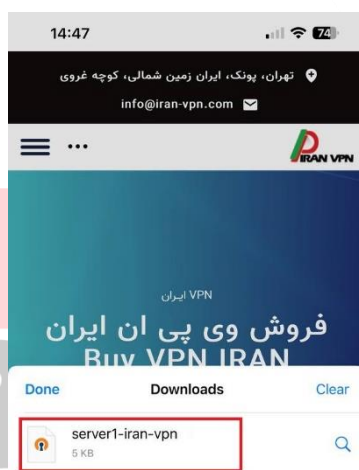 14:47
74
تهران، پونک، ایران زمین شمالی، کوچه غروی
info@iran-vpn.com
IRAN VPN
VPN ایران
فروش وی پی ان ایران
Buy VPN IRAN
Done Downloads Clear
server1-iran-vpn
5 KB